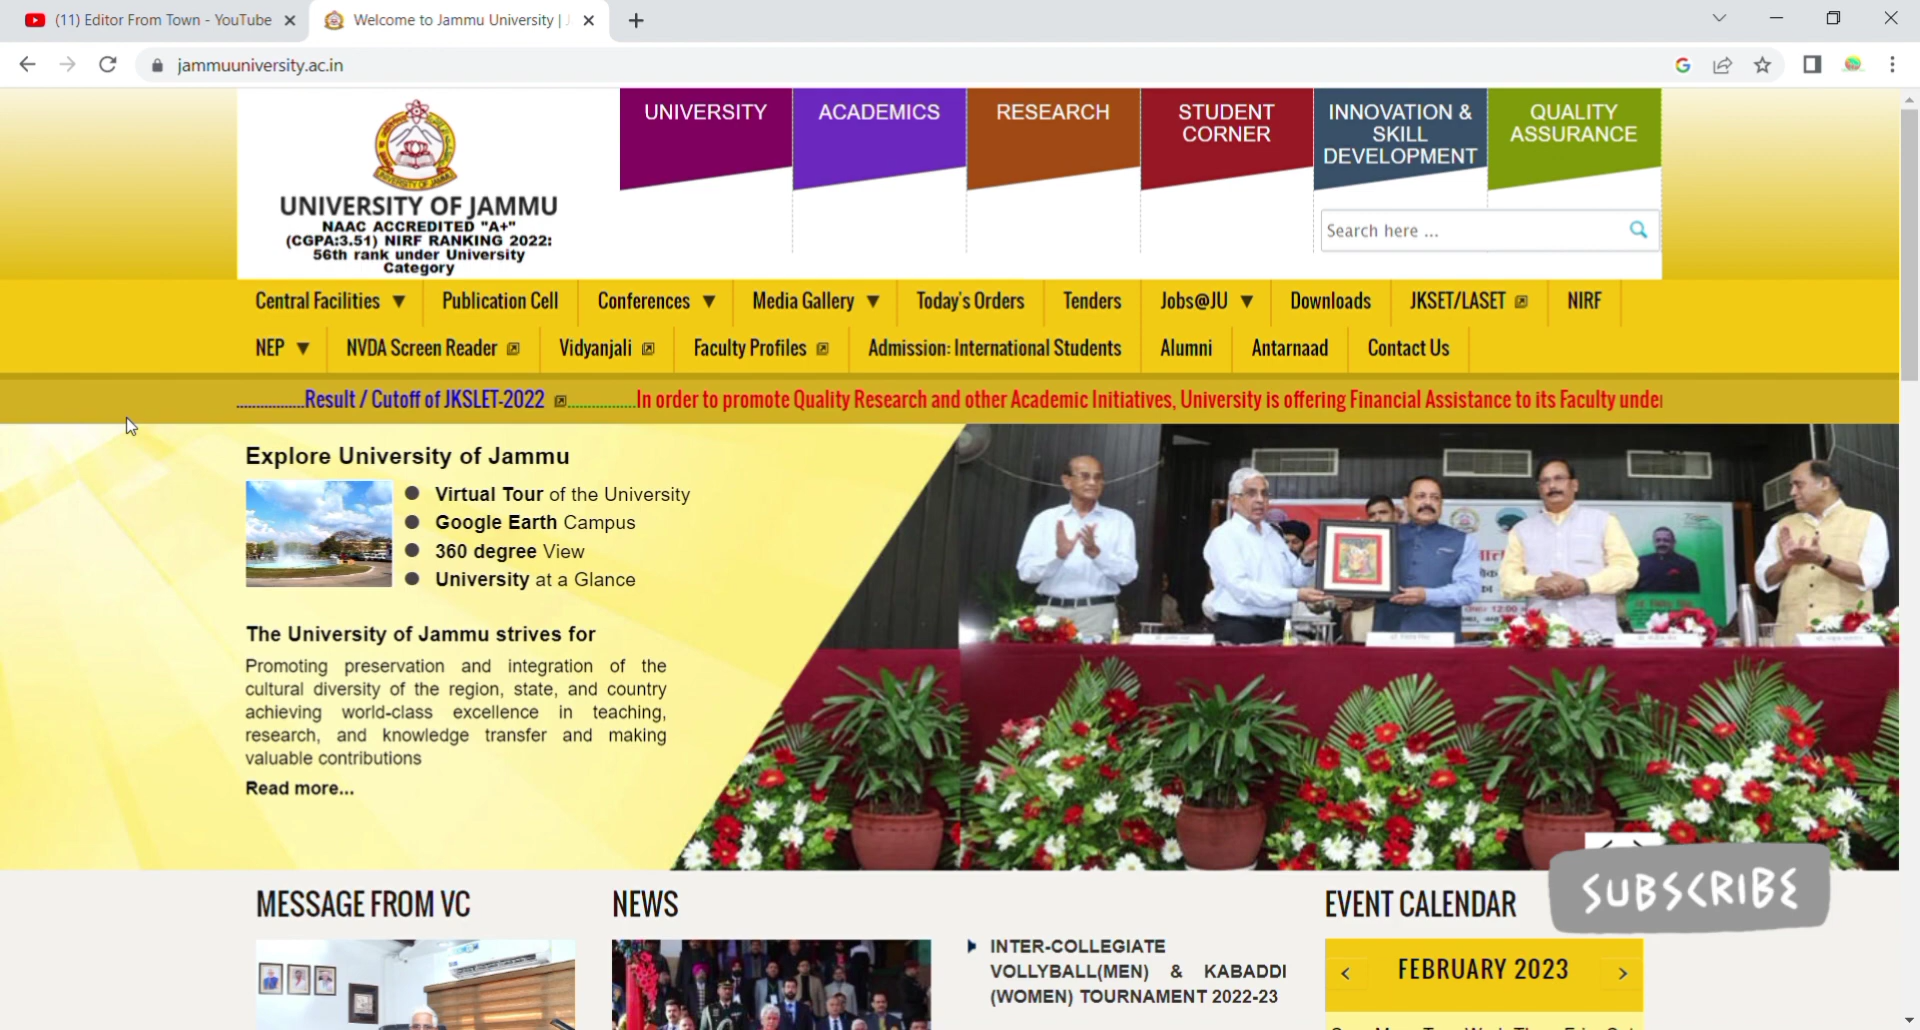 (11) Editor From Town - YouTube
Welcome to Jammu University |
jammuuniversity.ac.in
UNIVERSITY OF JAMMU
NAAC ACCREDITED "A+"
(CGPA:3.51) NIRF RANKING 2022:
56th rank under University
Category
UNIVERSITY
ACADEMICS
RESEARCH
STUDENT
CORNER
INNOVATION &
SKILL
DEVELOPMENT
QUALITY
ASSURANCE
Search here ...
Central Facilities ▼ Publication Cell Conferences ▼ Media Gallery ▼ Today's Orders Tenders Jobs@JU ▼ Downloads JKSET/LASET NIRF
NEP ▼ NVDA Screen Reader Vidyanjali Faculty Profiles Admission: International Students Alumni Antarnaad Contact Us
.................Result / Cutoff of JKSLET-2022 .................In order to promote Quality Research and other Academic Initiatives, University is offering Financial Assistance to its Faculty under
Explore University of Jammu
Virtual Tour of the University
Google Earth Campus
360 degree View
University at a Glance
The University of Jammu strives for
Promoting preservation and integration of the
cultural diversity of the region, state, and country
achieving world-class excellence in teaching,
research, and knowledge transfer and making
valuable contributions
Read more...
SUBSCRIBE
MESSAGE FROM VC
NEWS
INTER-COLLEGIATE
VOLLYBALL(MEN) & KABADDI
(WOMEN) TOURNAMENT 2022-23
EVENT CALENDAR
< FEBRUARY 2023 >